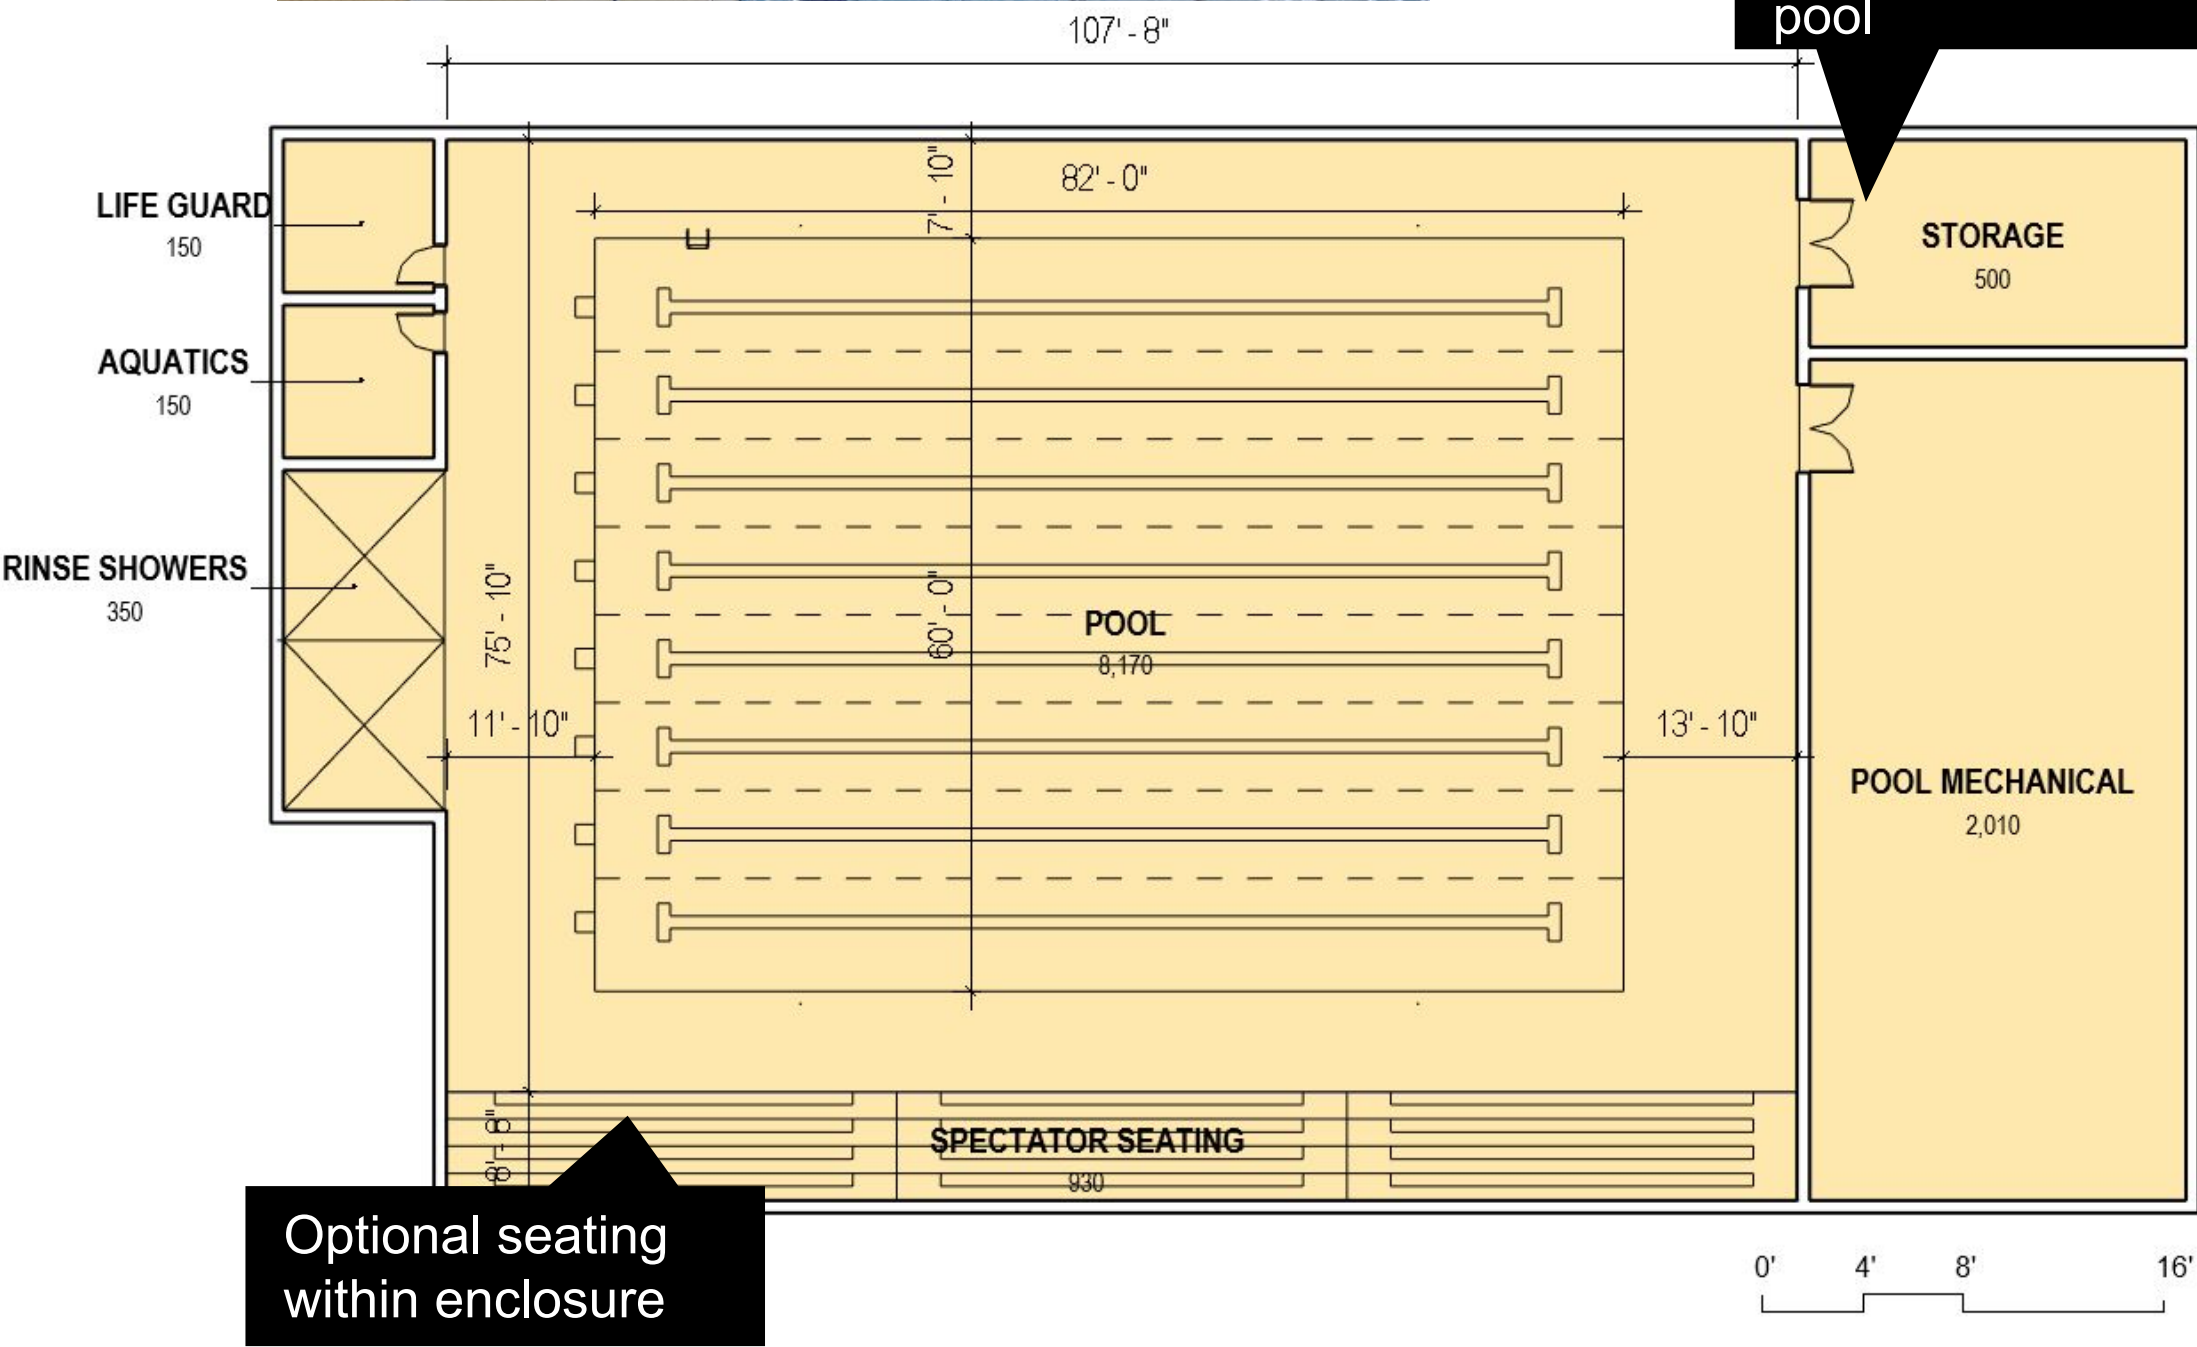 pool
107' - 8"
7' - 10"
82' - 0"
LIFE GUARD
150
STORAGE
500
AQUATICS
150
RINSE SHOWERS
350
75' - 10"
60' - 0"
POOL
8,170
11' - 10"
13' - 10"
POOL MECHANICAL
2,010
8' - 8"
SPECTATOR SEATING
930
Optional seating
within enclosure
0' 4' 8' 16'